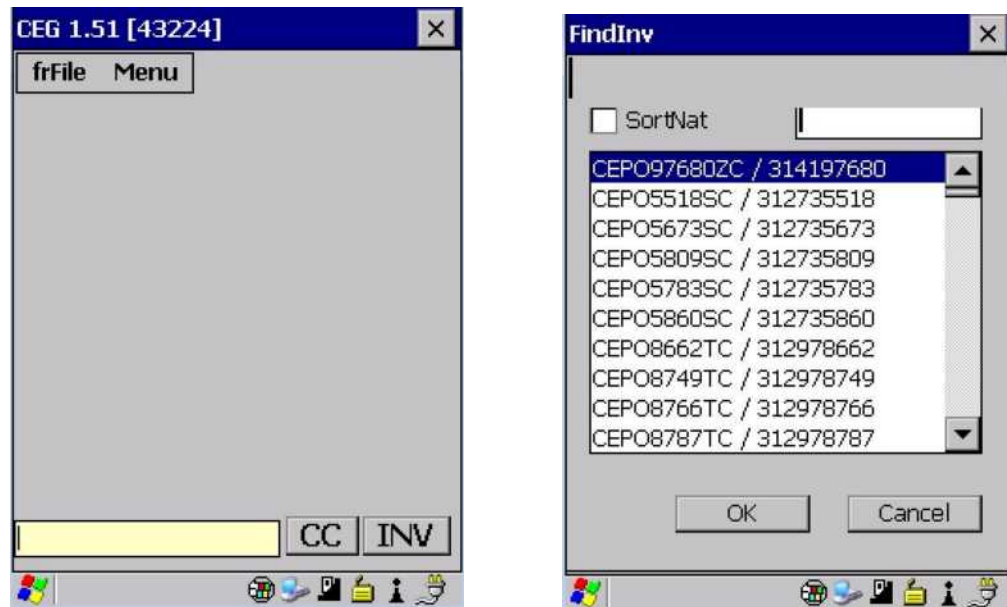 CEG 1.51 [43224]
frFile Menu
CC INV
FindInv
SortNat
CEPO97680ZC / 314197680
CEPO5518SC / 312735518
CEPO5673SC / 312735673
CEPO5809SC / 312735809
CEPO5783SC / 312735783
CEPO5860SC / 312735860
CEPO8662TC / 312978662
CEPO8749TC / 312978749
CEPO8766TC / 312978766
CEPO8787TC / 312978787
OK Cancel